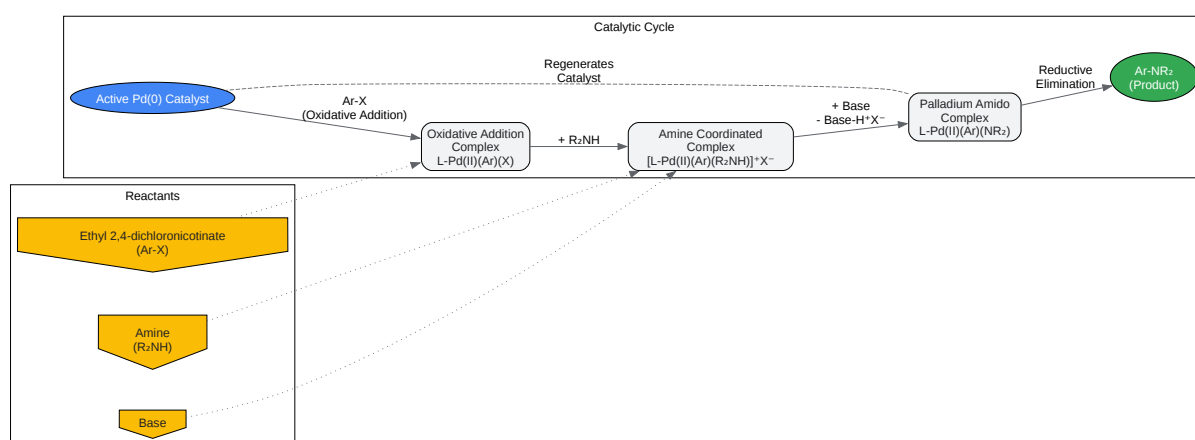 Catalytic Cycle
Active Pd(0) Catalyst
Regenerates
Catalyst
Ar-X
(Oxidative Addition)
Oxidative Addition
Complex
L-Pd(II)(Ar)(X)
+ R₂NH
Amine Coordinated
Complex
[L-Pd(II)(Ar)(R₂NH)]⁺X⁻
+ Base
- Base-H⁺X⁻
Palladium Amido
Complex
L-Pd(II)(Ar)(NR₂)
Reductive
Elimination
Ar-NR₂
(Product)
Reactants
Ethyl 2,4-dichloronicotinate
(Ar-X)
Amine
(R₂NH)
Base